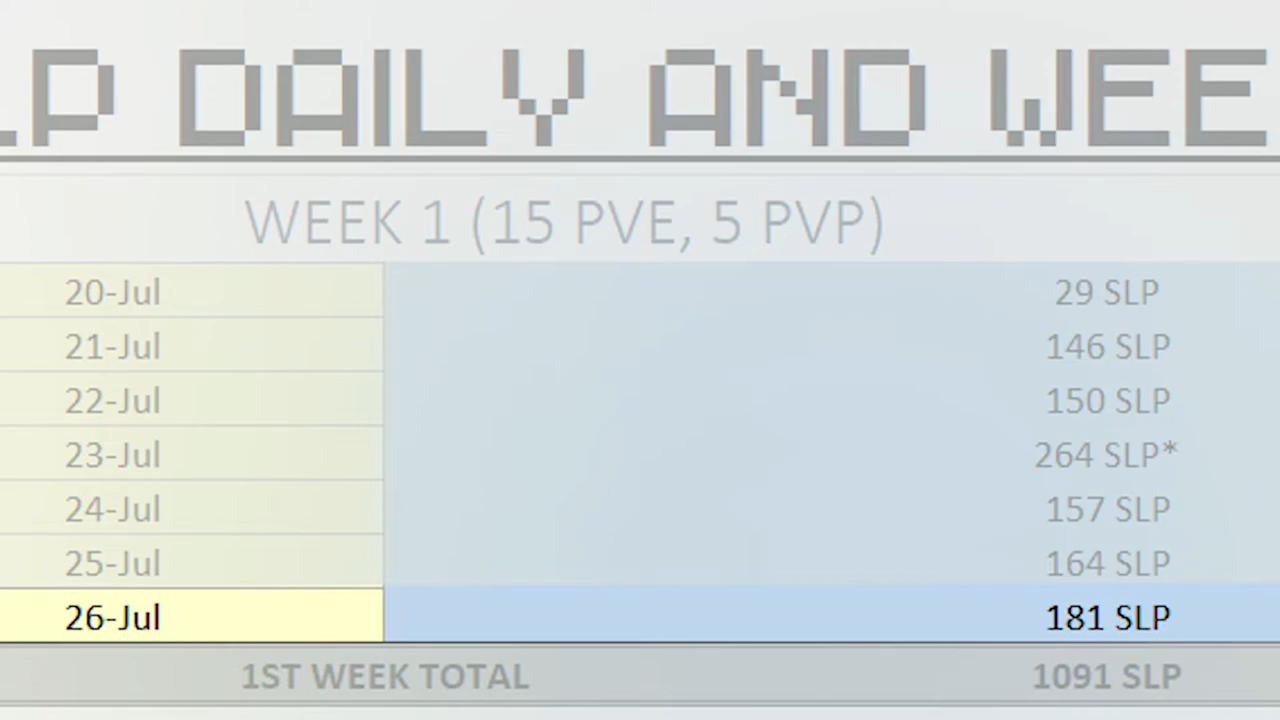 LP DAILY AND WEE
WEEK 1 (15 PVE, 5 PVP)
20-Jul 29 SLP
21-Jul 146 SLP
22-Jul 150 SLP
23-Jul 264 SLP*
24-Jul 157 SLP
25-Jul 164 SLP
26-Jul 181 SLP
1ST WEEK TOTAL 1091 SLP